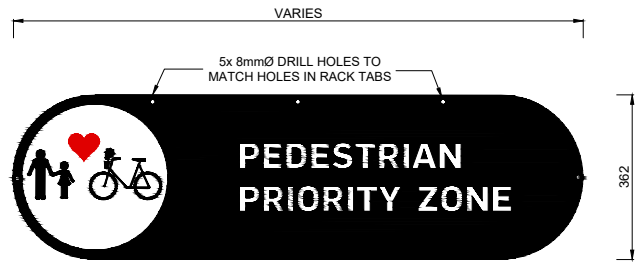 VARIES
5x 8mmØ DRILL HOLES TO
MATCH HOLES IN RACK TABS
PEDESTRIAN
PRIORITY ZONE
362